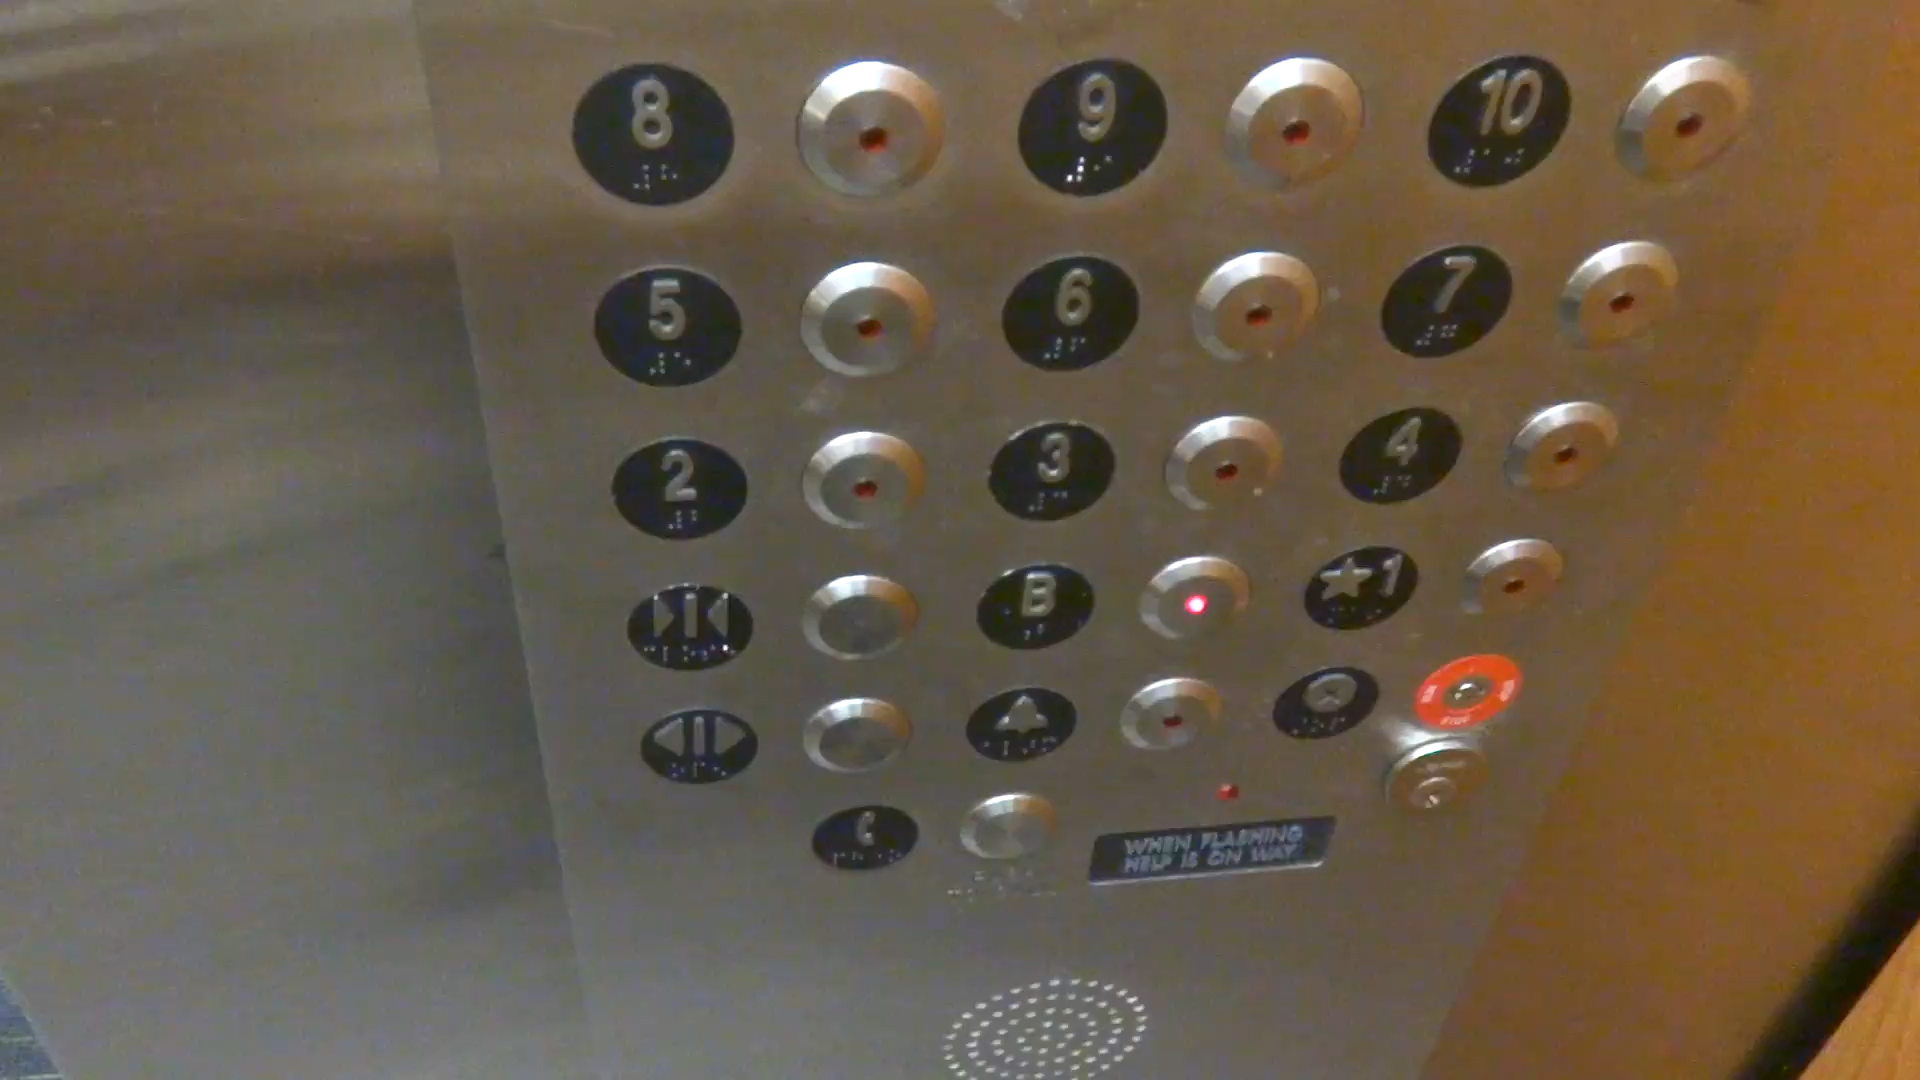 8 9 10
5 6 7
2 3 4
B ★1
WHEN FLASHING
HELP IS ON WAY